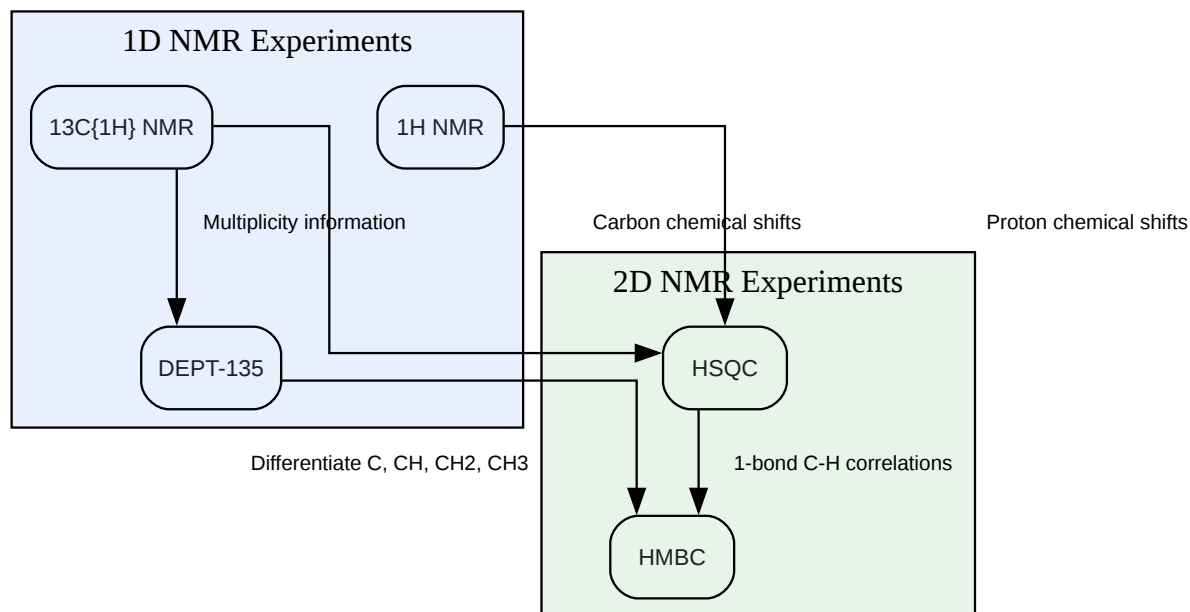 1D NMR Experiments
13C{1H} NMR
1H NMR
Multiplicity information
Carbon chemical shifts
Proton chemical shifts
2D NMR Experiments
DEPT-135
HSQC
Differentiate C, CH, CH2, CH3
1-bond C-H correlations
HMBC